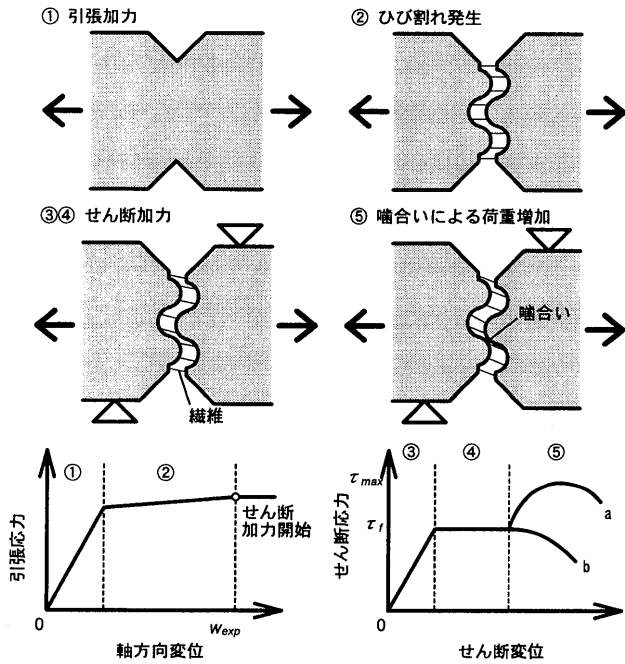 ① 引張加力
② ひび割れ発生
③④ せん断加力
繊維
⑤ 噛合いによる荷重増加
噛合い
引張応力
①
②
せん断
加力開始
0
w_exp
軸方向変位
せん断応力
③
④
⑤
τ_max
τ_f
a
b
0
せん断変位